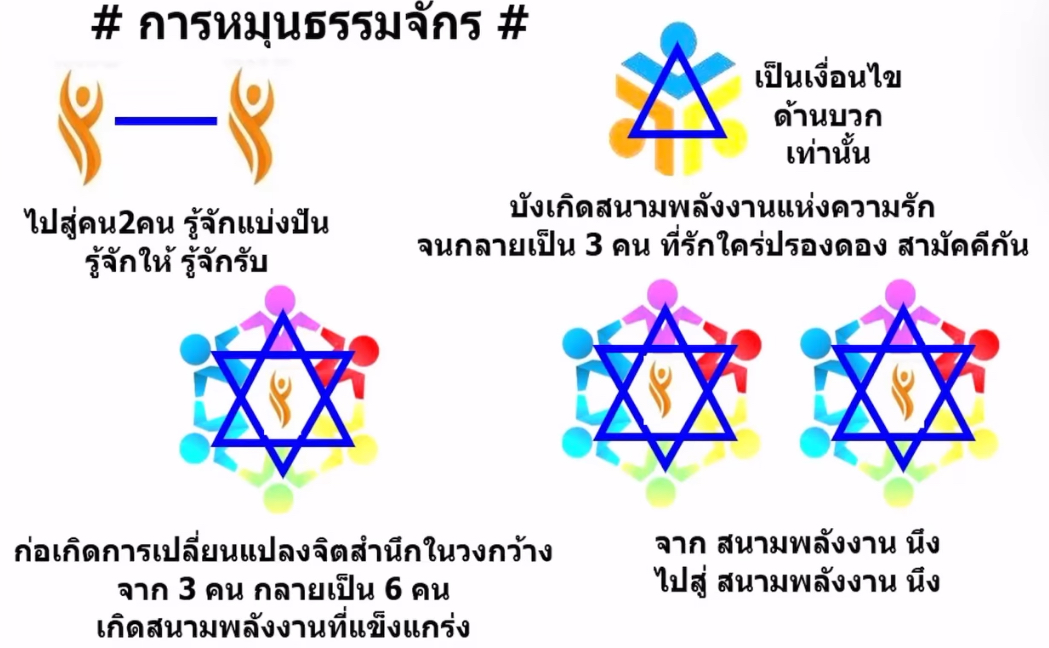 # การหมุนธรรมจักร #
เป็นเงื่อนไข
ด้านบวก
เท่านั้น
ไปสู่คน2คน รู้จักแบ่งปัน
รู้จักให้ รู้จักรับ
บังเกิดสนามพลังงานแห่งความรัก
จนกลายเป็น 3 คน ที่รักใคร่ปรองดอง สามัคคีกัน
ก่อเกิดการเปลี่ยนแปลงจิตสำนึกในวงกว้าง
จาก 3 คน กลายเป็น 6 คน
เกิดสนามพลังงานที่แข็งแกร่ง
จาก สนามพลังงาน นึง
ไปสู่ สนามพลังงาน นึง